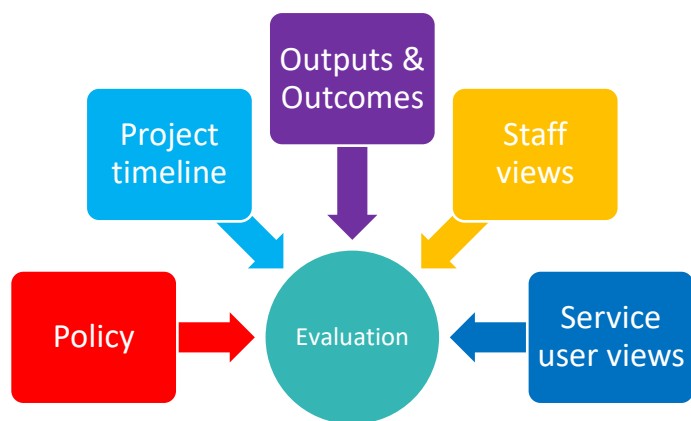 Outputs &
Outcomes
Project
timeline
Staff
views
Policy
Evaluation
Service
user views